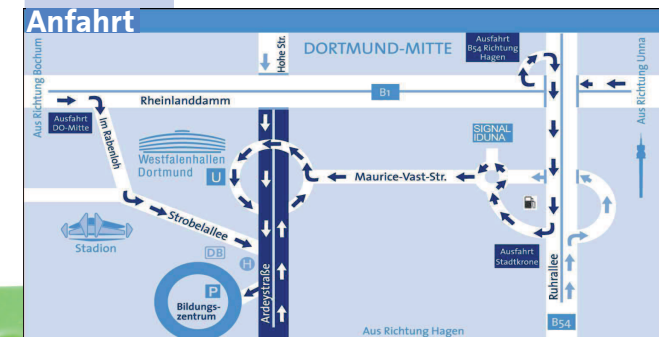 Anfahrt
Aus Richtung Bochum
Hohe Str.
DORTMUND-MITTE
Ausfahrt
B54 Richtung
Hagen
Aus Richtung Unna
B1
Rheinlanddamm
Ausfahrt
DO-Mitte
Im Rabenloh
SIGNAL
IDUNA
Westfalenhallen
Dortmund
U
Maurice-Vast-Str.
Strobelallee
Stadion
DB
H
Ausfahrt
Stadtkrone
P
Bildungs-
zentrum
Ardeystraße
Ruhrallee
B54
Aus Richtung Hagen